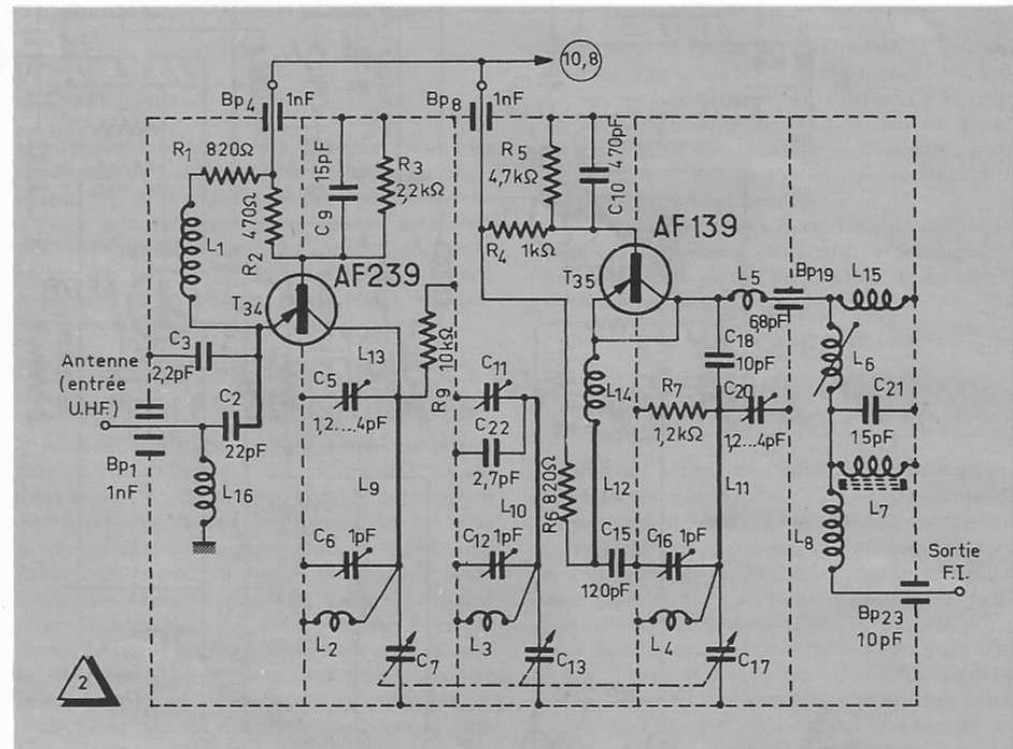 10,8
Bp4
1nF
Bp8
1nF
R1
820Ω
470Ω
R2
15pF
C9
R3
2,2kΩ
R5
4,7kΩ
470pF
C10
R4
1kΩ
L1
AF239
AF139
T34
T35
L5
Bp19
L15
68pF
C3
2,2pF
Antenne
(entrée
U.H.F.)
C2
22pF
Bp1
1nF
L16
L13
C5
1,2....4pF
10kΩ
R9
C11
C22
2,7pF
L14
C18
10pF
R7
1,2kΩ
C20
1,2...4pF
L6
C21
15pF
L7
L8
L9
L10
R6 820Ω
L12
L11
C6
1pF
C12
1pF
C15
120pF
C16
1pF
Sortie
F.I.
Bp23
10pF
L2
C7
L3
C13
L4
C17
2